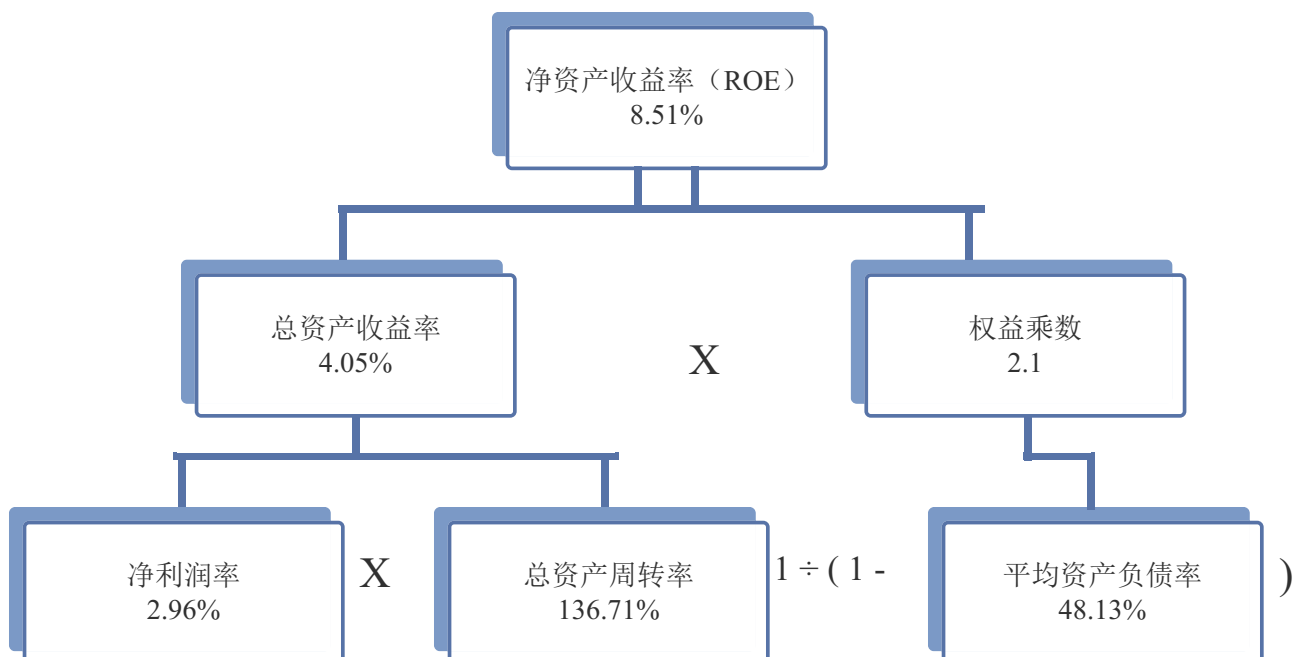 净资产收益率（ROE）
8.51%
总资产收益率
4.05%
X
权益乘数
2.1
净利润率
2.96%
X
总资产周转率
136.71%
1 ÷ ( 1 -
平均资产负债率
48.13%
)